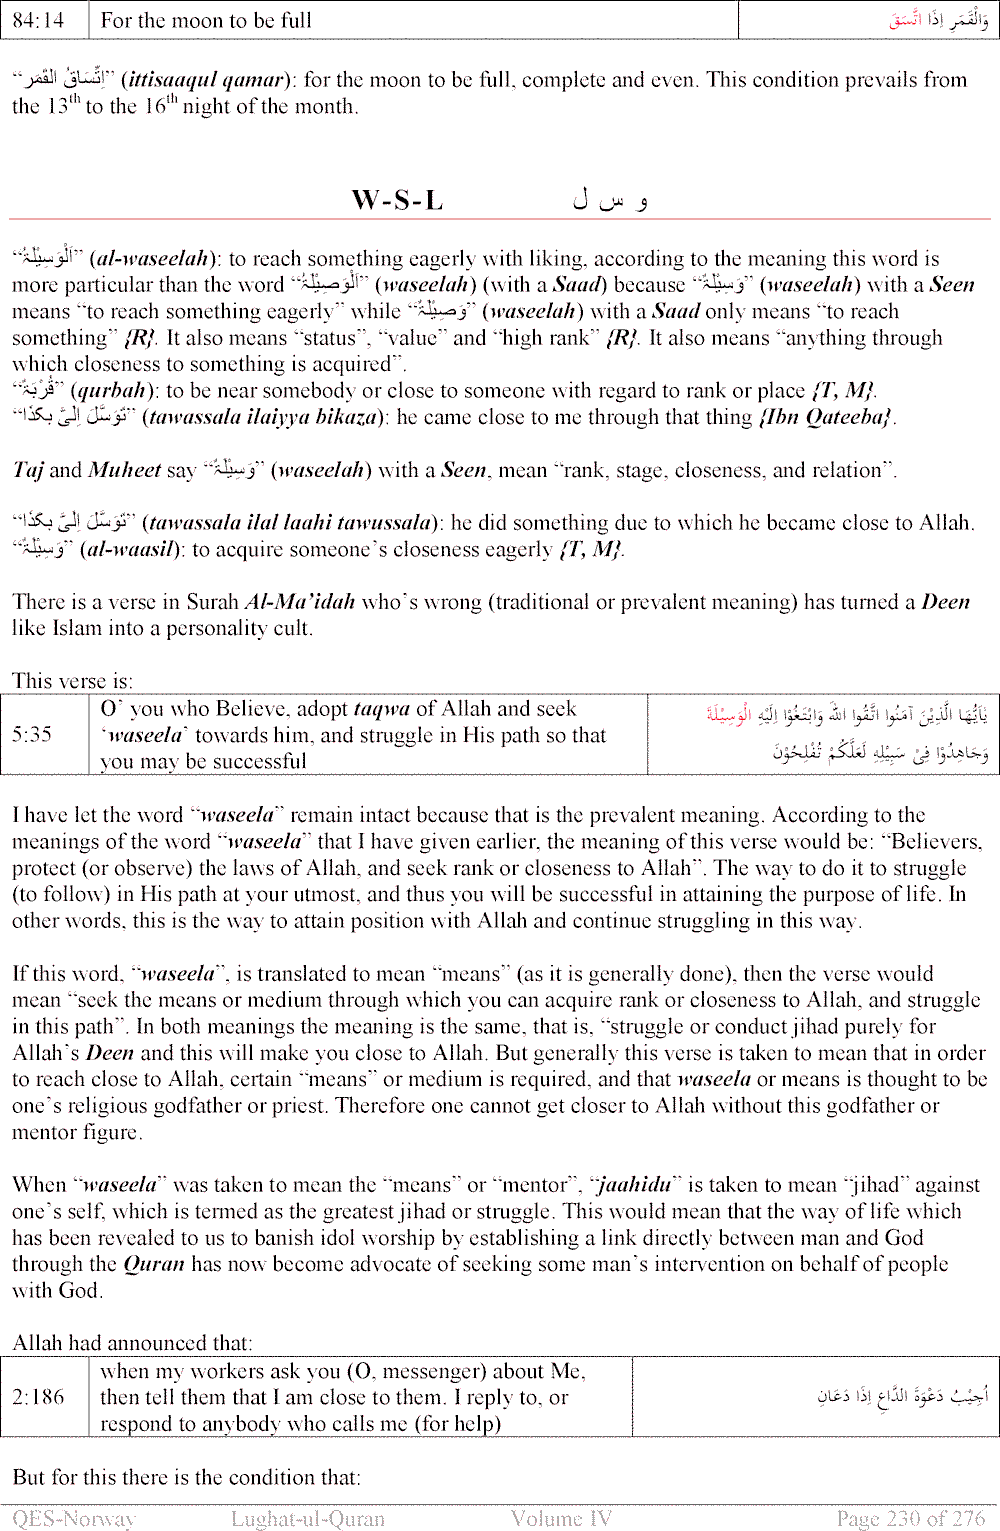 84:14 For the moon to be full وَالْقَمَرِ إِذَا اتَّسَقَ
“اِتِّسَاقُ القَمَر” (ittisaaqul qamar): for the moon to be full, complete and even. This condition prevails from
the 13th to the 16th night of the month.
W-S-L و س ل
“اَلْوَسِيْلَةُ” (al-waseelah): to reach something eagerly with liking, according to the meaning this word is
more particular than the word “اَلْوَصِيْلَةُ” (waseelah) (with a Saad) because “وَسِيْلَةٌ” (waseelah) with a Seen
means “to reach something eagerly” while “وَصِيْلَةٌ” (waseelah) with a Saad only means “to reach
something” {R}. It also means “status”, “value” and “high rank” {R}. It also means “anything through
which closeness to something is acquired”.
“قُرْبَةٌ” (qurbah): to be near somebody or close to someone with regard to rank or place {T, M}.
“تَوَسَّلَ اِلَىَّ بِكَذَا” (tawassala ilaiyya bikaza): he came close to me through that thing {Ibn Qateeba}.
Taj and Muheet say “وَسِيْلَةٌ” (waseelah) with a Seen, mean “rank, stage, closeness, and relation”.
“تَوَسَّلَ اِلَىَّ بِكَذَا” (tawassala ilal laahi tawussala): he did something due to which he became close to Allah.
“وَسِيْلَةٌ” (al-waasil): to acquire someone’s closeness eagerly {T, M}.
There is a verse in Surah Al-Ma’idah who’s wrong (traditional or prevalent meaning) has turned a Deen
like Islam into a personality cult.
This verse is:
O’ you who Believe, adopt taqwa of Allah and seek يٰاَيُّهَا الَّذِيْنَ آمَنُوا اتَّقُوا اللهَ وَابْتَغُوْا اِلَيْهِ الْوَسِيْلَةَ
5:35 ‘waseela’ towards him, and struggle in His path so that
you may be successful وَجَاهِدُوْا فِىْ سَبِيْلِهِ لَعَلَّكُمْ تُفْلِحُوْنَ
I have let the word “waseela” remain intact because that is the prevalent meaning. According to the
meanings of the word “waseela” that I have given earlier, the meaning of this verse would be: “Believers,
protect (or observe) the laws of Allah, and seek rank or closeness to Allah”. The way to do it to struggle
(to follow) in His path at your utmost, and thus you will be successful in attaining the purpose of life. In
other words, this is the way to attain position with Allah and continue struggling in this way.
If this word, “waseela”, is translated to mean “means” (as it is generally done), then the verse would
mean “seek the means or medium through which you can acquire rank or closeness to Allah, and struggle
in this path”. In both meanings the meaning is the same, that is, “struggle or conduct jihad purely for
Allah’s Deen and this will make you close to Allah. But generally this verse is taken to mean that in order
to reach close to Allah, certain “means” or medium is required, and that waseela or means is thought to be
one’s religious godfather or priest. Therefore one cannot get closer to Allah without this godfather or
mentor figure.
When “waseela” was taken to mean the “means” or “mentor”, “jaahidu” is taken to mean “jihad” against
one’s self, which is termed as the greatest jihad or struggle. This would mean that the way of life which
has been revealed to us to banish idol worship by establishing a link directly between man and God
through the Quran has now become advocate of seeking some man’s intervention on behalf of people
with God.
Allah had announced that:
when my workers ask you (O, messenger) about Me,
2:186 then tell them that I am close to them. I reply to, or أُجِيْبُ دَعْوَةَ الدَّاعِ إِذَا دَعَانِ
respond to anybody who calls me (for help)
But for this there is the condition that:
QES-Norway Lughat-ul-Quran Volume IV Page 230 of 276